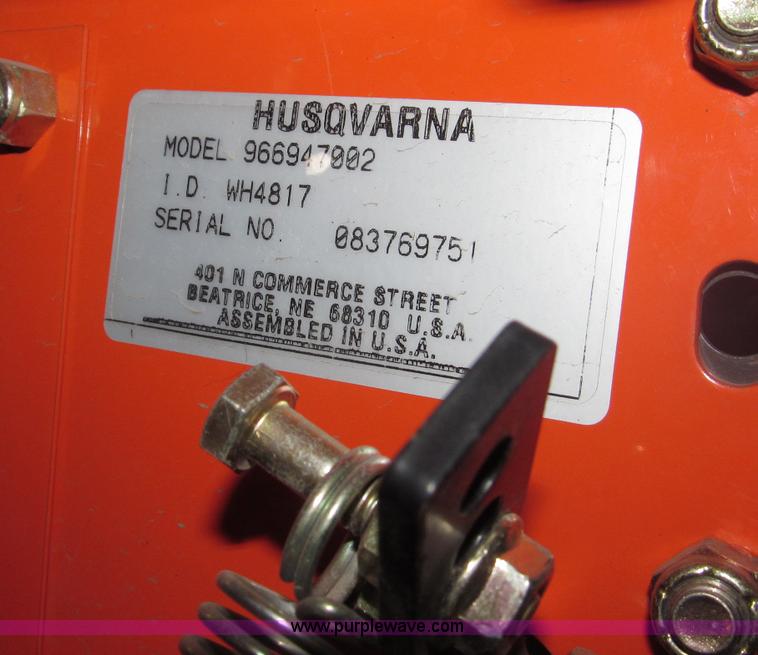 HUSQVARNA
MODEL 966947002
I.D. WH4817
SERIAL NO. 083769751
401 N COMMERCE STREET
BEATRICE, NE 68310 U.S.A.
ASSEMBLED IN U.S.A.
www.purplewave.com